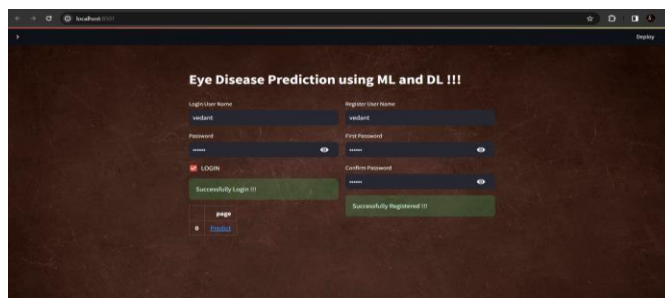 localhost:8501
Deploy
Eye Disease Prediction using ML and DL !!!
Login User Name
vedant
Password
••••••
LOGIN
Successfully Login !!!
page
0 Predict
Register User Name
vedant
First Password
••••••
Confirm Password
••••••
Successfully Registered !!!